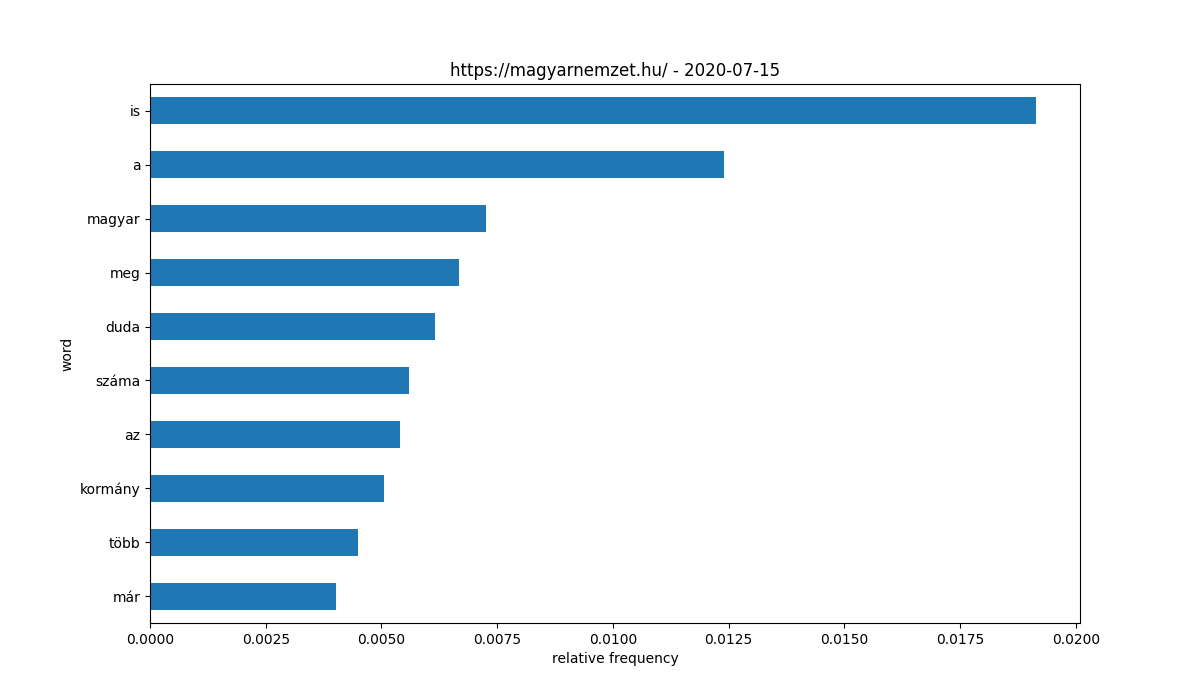 https://magyarnemzet.hu/ - 2020-07-15
is
a
magyar
meg
duda
száma
az
kormány
több
már
word
0.0000 0.0025 0.0050 0.0075 0.0100 0.0125 0.0150 0.0175 0.0200
relative frequency